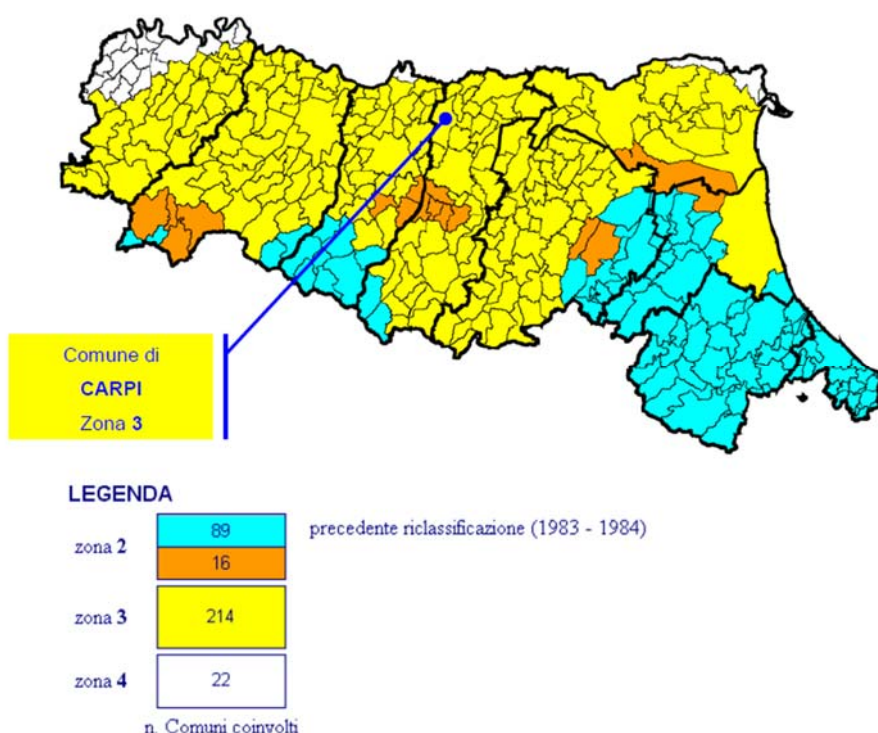 Comune di
CARPI
Zona 3
LEGENDA
zona 2
89
precedente riclassificazione (1983 - 1984)
16
zona 3
214
zona 4
22
n. Comuni coinvolti